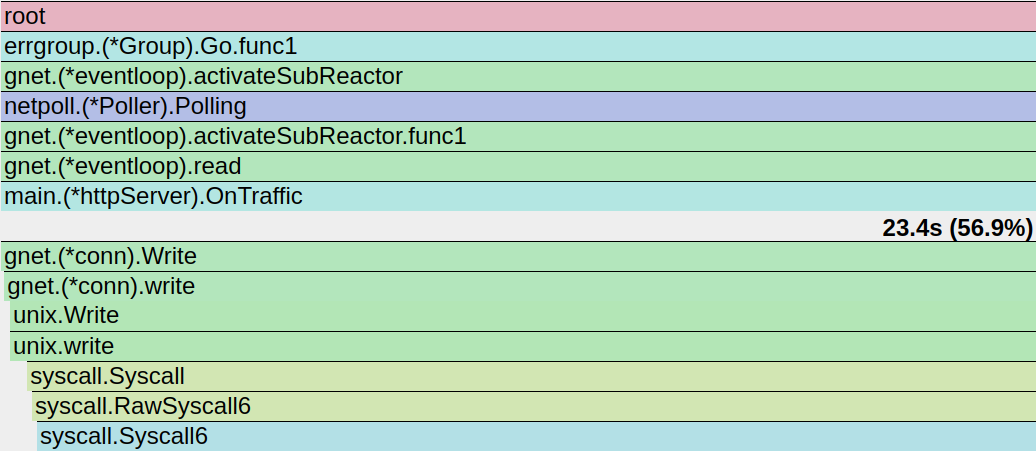 root
errgroup.(*Group).Go.func1
gnet.(*eventloop).activateSubReactor
netpoll.(*Poller).Polling
gnet.(*eventloop).activateSubReactor.func1
gnet.(*eventloop).read
main.(*httpServer).OnTraffic
23.4s (56.9%)
gnet.(*conn).Write
gnet.(*conn).write
unix.Write
unix.write
syscall.Syscall
syscall.RawSyscall6
syscall.Syscall6